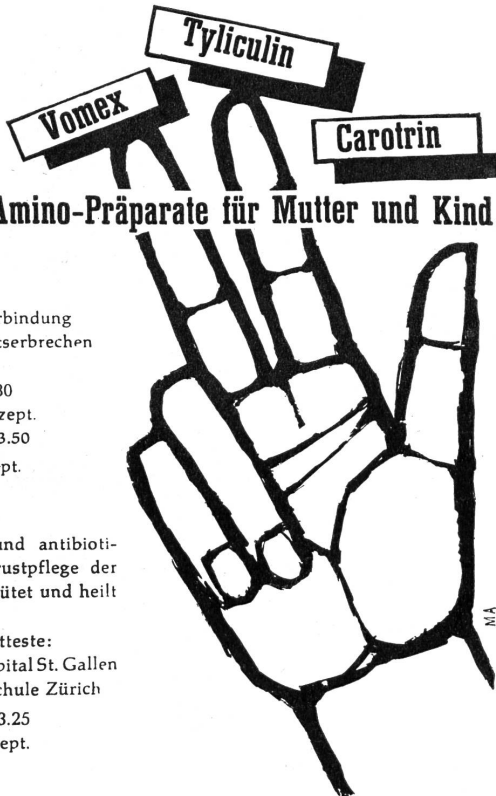 Tyliculin
Vomex
Carotrin
Amino-Präparate für Mutter und Kind
rbindung
serbrechen
30
zept.
3.50
pt.
und antibioti-
rustpflege der
ütet und heilt
tteste:
pital St. Gallen
chule Zürich
3.25
ept.
MA